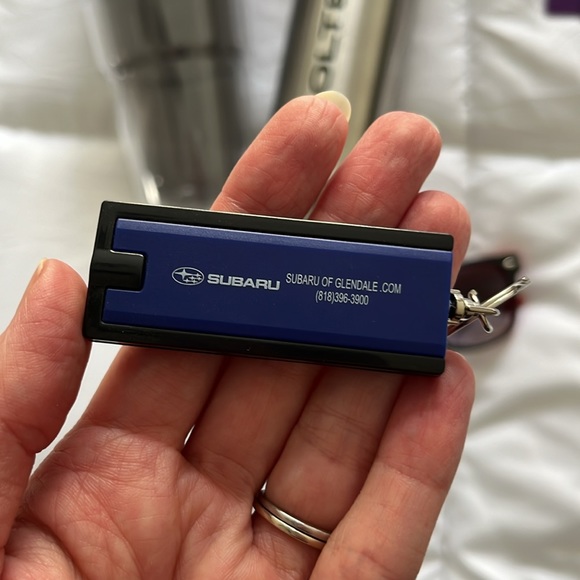 SUBARU
SUBARU OF GLENDALE .COM
(818)396-3900